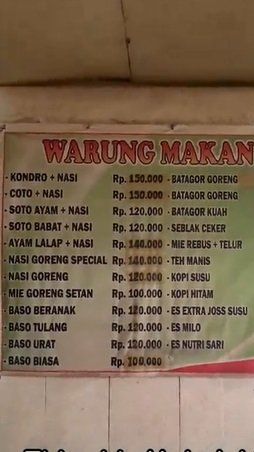 WARUNG MAKAN
- KONDRO + NASI Rp. 150.000 - BATAGOR GORENG
- COTO + NASI Rp. 150.000 - BATAGOR GORENG
- SOTO AYAM + NASI Rp. 120.000 - BATAGOR KUAH
- SOTO BABAT + NASI Rp. 120.000 - SEBLAK CEKER
- AYAM LALAP + NASI Rp. 140.000 - MIE REBUS + TELUR
- NASI GORENG SPECIAL Rp. 140.000 - TEH MANIS
- NASI GORENG Rp. 120.000 - KOPI SUSU
- MIE GORENG SETAN Rp. 100.000 - KOPI HITAM
- BASO BERANAK Rp. 120.000 - ES EXTRA JOSS SUSU
- BASO TULANG Rp. 120.000 - ES MILO
- BASO URAT Rp. 120.000 - ES NUTRI SARI
- BASO BIASA Rp. 100.000